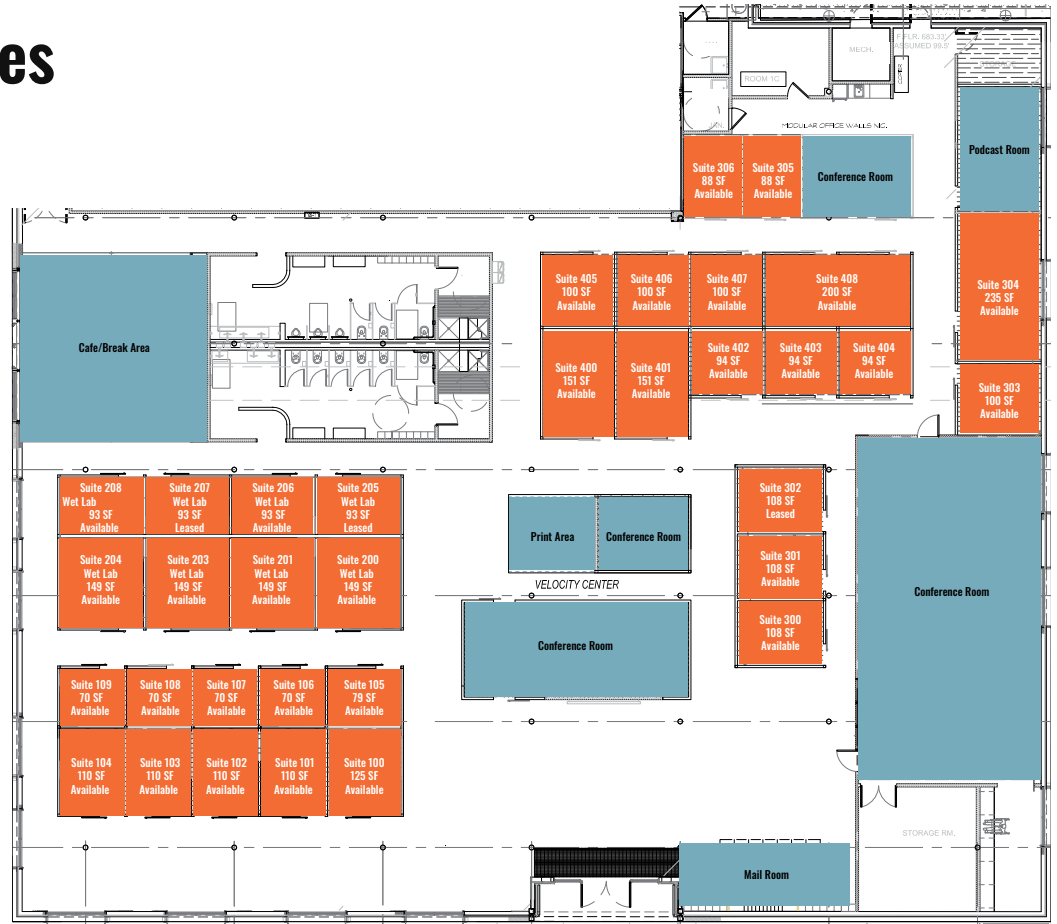 es
F.FLR. 663.33'
ASSUMED 99.5'
MECH.
ROOM 1C
COPIER
JAN.
MODULAR OFFICE WALLS NIC.
Podcast Room
Suite 306
88 SF
Available
Suite 305
88 SF
Available
Conference Room
Suite 304
235 SF
Available
Suite 405
100 SF
Available
Suite 406
100 SF
Available
Suite 407
100 SF
Available
Suite 408
200 SF
Available
Cafe/Break Area
Suite 400
151 SF
Available
Suite 401
151 SF
Available
Suite 402
94 SF
Available
Suite 403
94 SF
Available
Suite 404
94 SF
Available
Suite 303
100 SF
Available
Suite 208
Wet Lab
93 SF
Available
Suite 207
Wet Lab
93 SF
Leased
Suite 206
Wet Lab
93 SF
Available
Suite 205
Wet Lab
93 SF
Leased
Suite 302
108 SF
Leased
Print Area
Conference Room
Suite 204
Wet Lab
149 SF
Available
Suite 203
Wet Lab
149 SF
Available
Suite 201
Wet Lab
149 SF
Available
Suite 200
Wet Lab
149 SF
Available
Suite 301
108 SF
Available
VELOCITY CENTER
Conference Room
Conference Room
Suite 300
108 SF
Available
Suite 109
70 SF
Available
Suite 108
70 SF
Available
Suite 107
70 SF
Available
Suite 106
70 SF
Available
Suite 105
79 SF
Available
Suite 104
110 SF
Available
Suite 103
110 SF
Available
Suite 102
110 SF
Available
Suite 101
110 SF
Available
Suite 100
125 SF
Available
STORAGE RM.
Mail Room